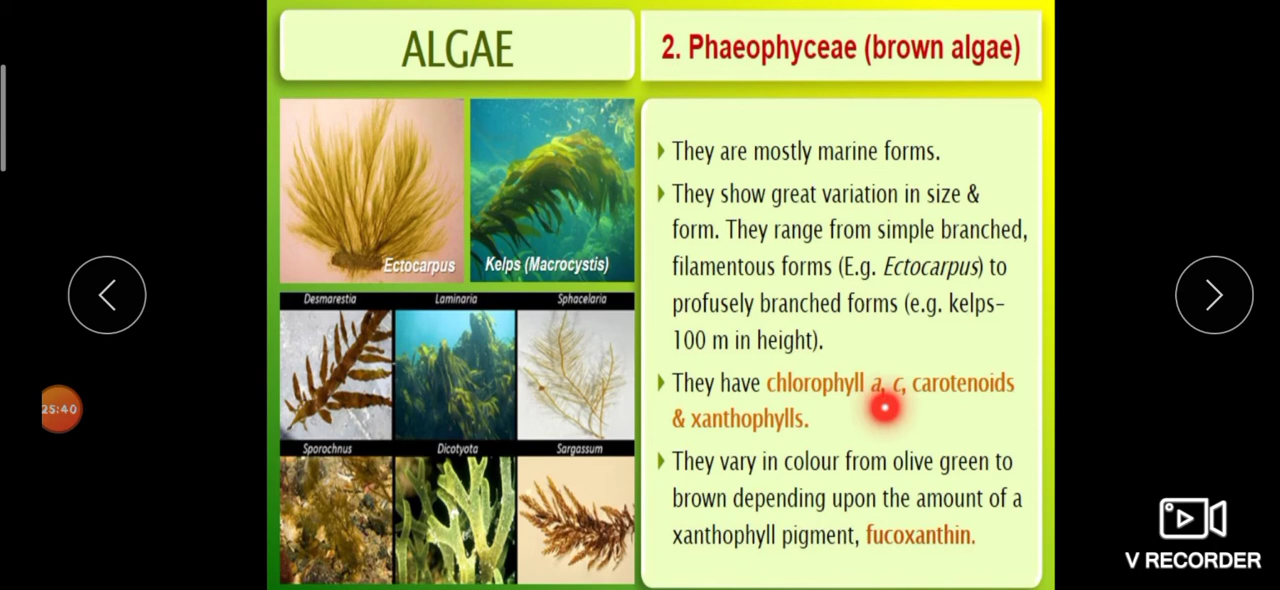 ALGAE
2. Phaeophyceae (brown algae)
Ectocarpus
Kelps (Macrocystis)
Desmarestia
Laminaria
Sphacelaria
Sporochnus
Dicotyota
Sargassum
They are mostly marine forms.
They show great variation in size &
form. They range from simple branched,
filamentous forms (E.g. Ectocarpus) to
profusely branched forms (e.g. kelps–
100 m in height).
They have chlorophyll a, c, carotenoids
& xanthophylls.
They vary in colour from olive green to
brown depending upon the amount of a
xanthophyll pigment, fucoxanthin.
25:40
V RECORDER